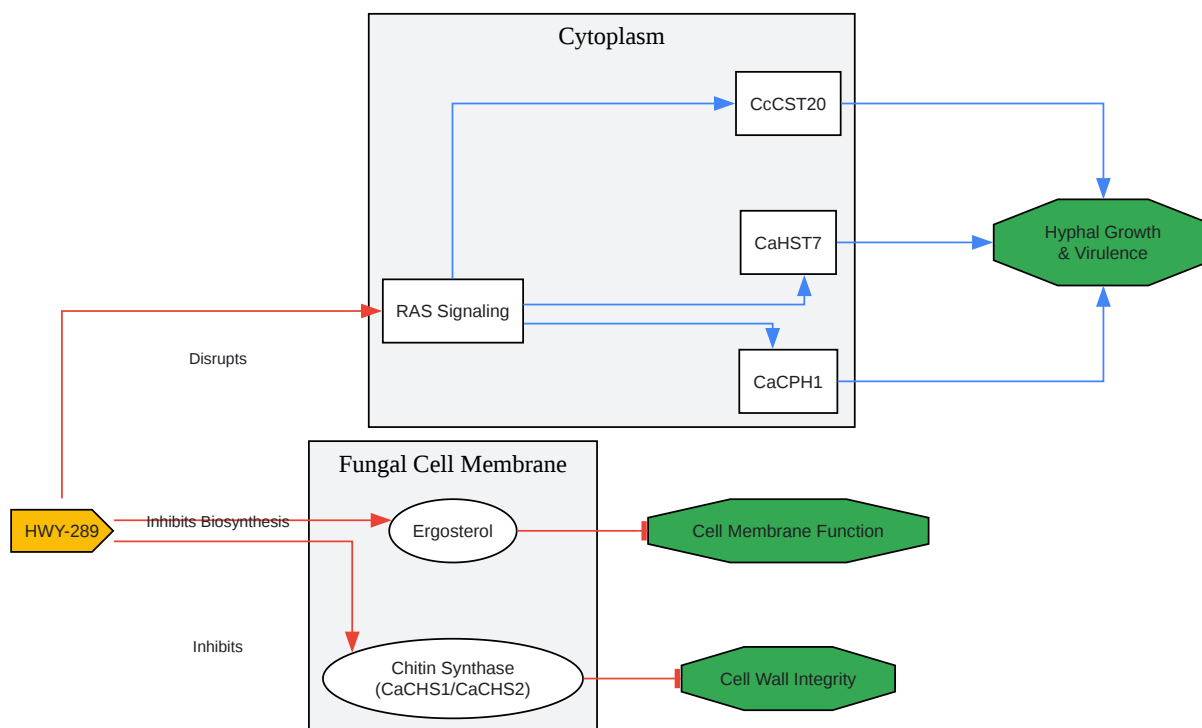 Cytoplasm
CcCST20
CaHST7
Hyphal Growth
& Virulence
RAS Signaling
Disrupts
CaCPH1
Fungal Cell Membrane
HWY-289
Inhibits Biosynthesis
Ergosterol
Cell Membrane Function
Inhibits
Chitin Synthase
(CaCHS1/CaCHS2)
Cell Wall Integrity